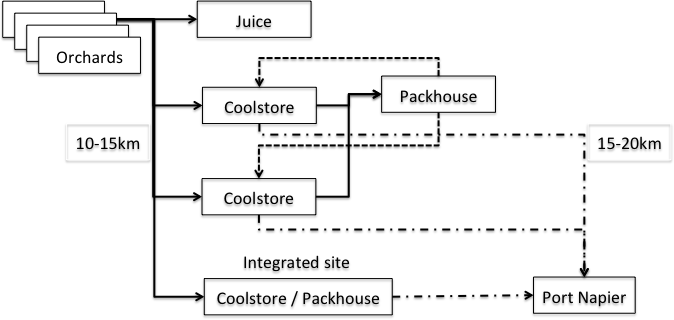 Juice
Orchards
Coolstore
Packhouse
10-15km
15-20km
Coolstore
Integrated site
Coolstore / Packhouse
Port Napier